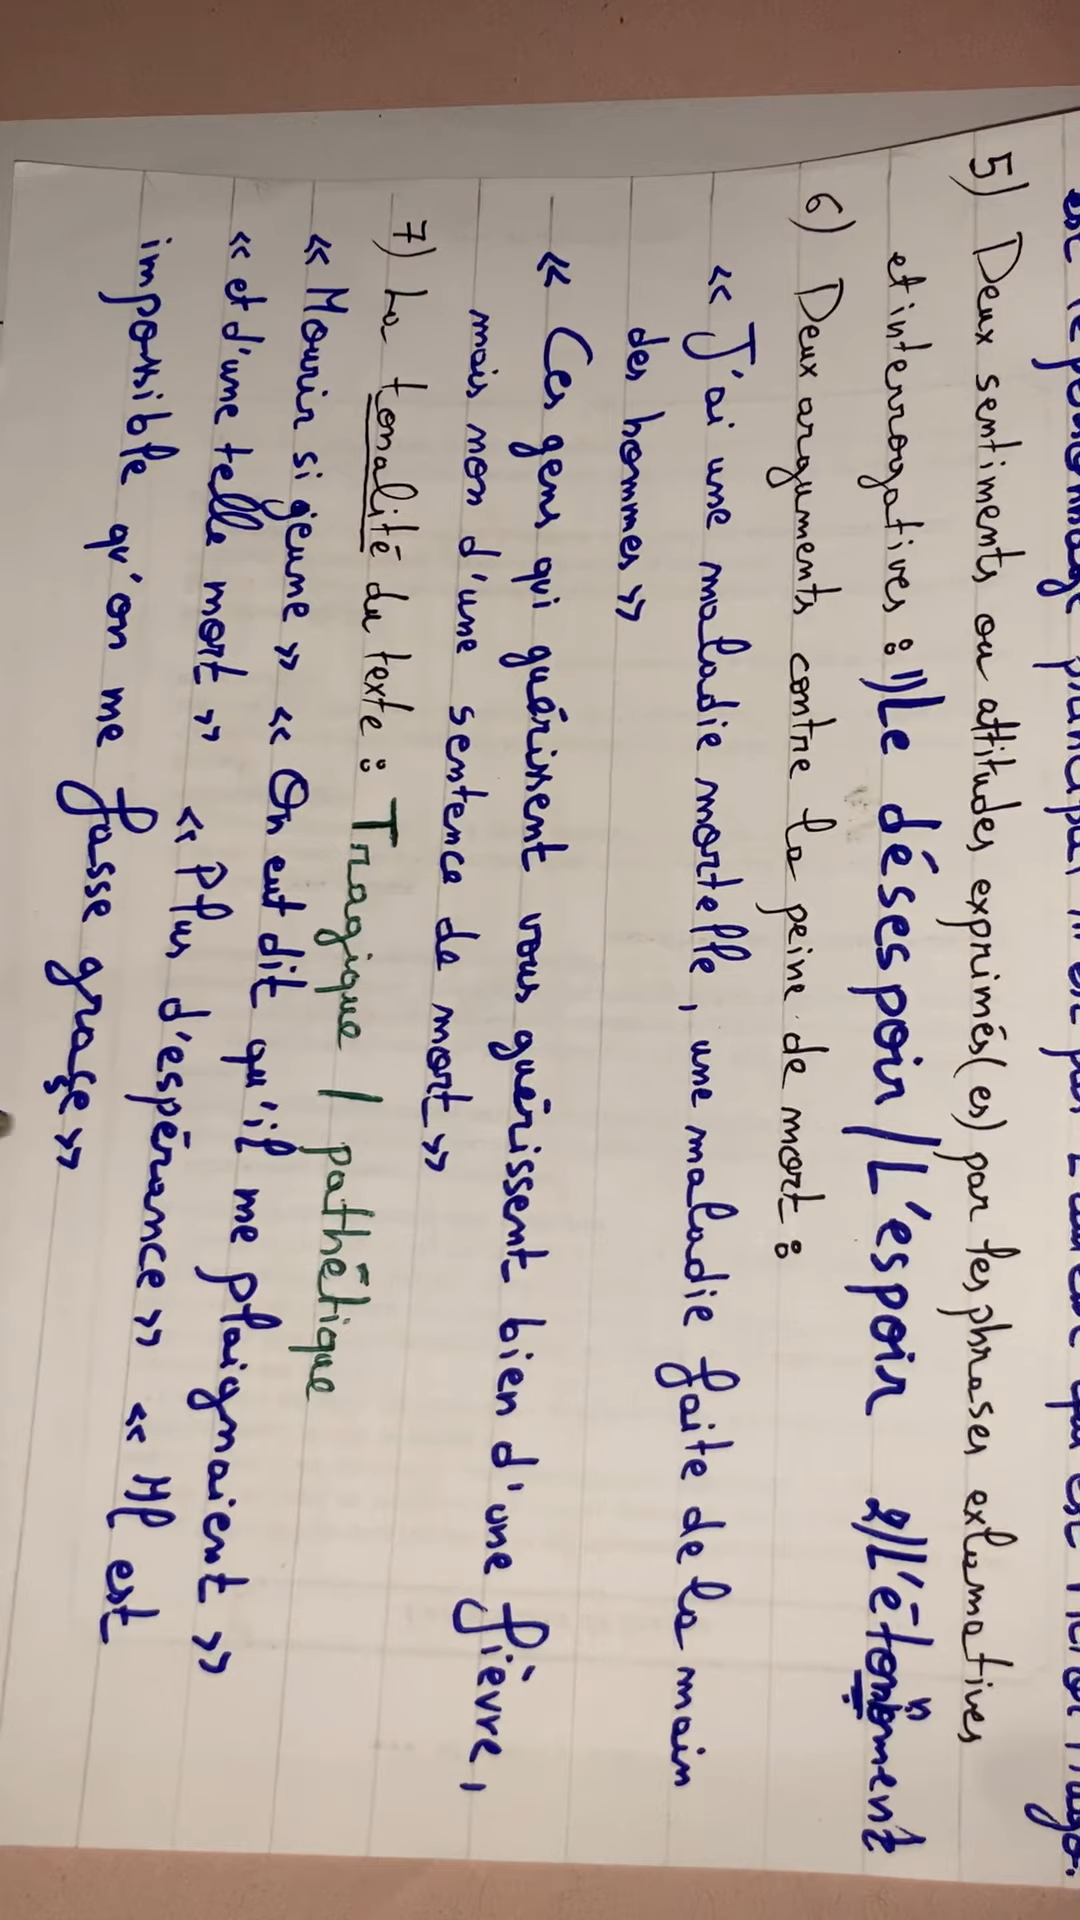 5) Deux sentiments ou attitudes exprimés(es) par les phrases exlamatives
et interrogatives : 1)Le désespoir/L'espoir 2)L'étonnement
6) Deux arguments contre la peine de mort :
« J'ai une maladie mortelle, une maladie faite de la main
des hommes »
« Ces gens qui guérissent vous guérissent bien d'une fièvre,
mais non d'une sentence de mort »
7) La tonalité du texte : Tragique / pathétique
« Mourir si jeune » « On eut dit qu'il me plaignaient »
« et d'une telle mort » « Plus d'espérance » « Il est
impossible qu'on me fasse graçe »